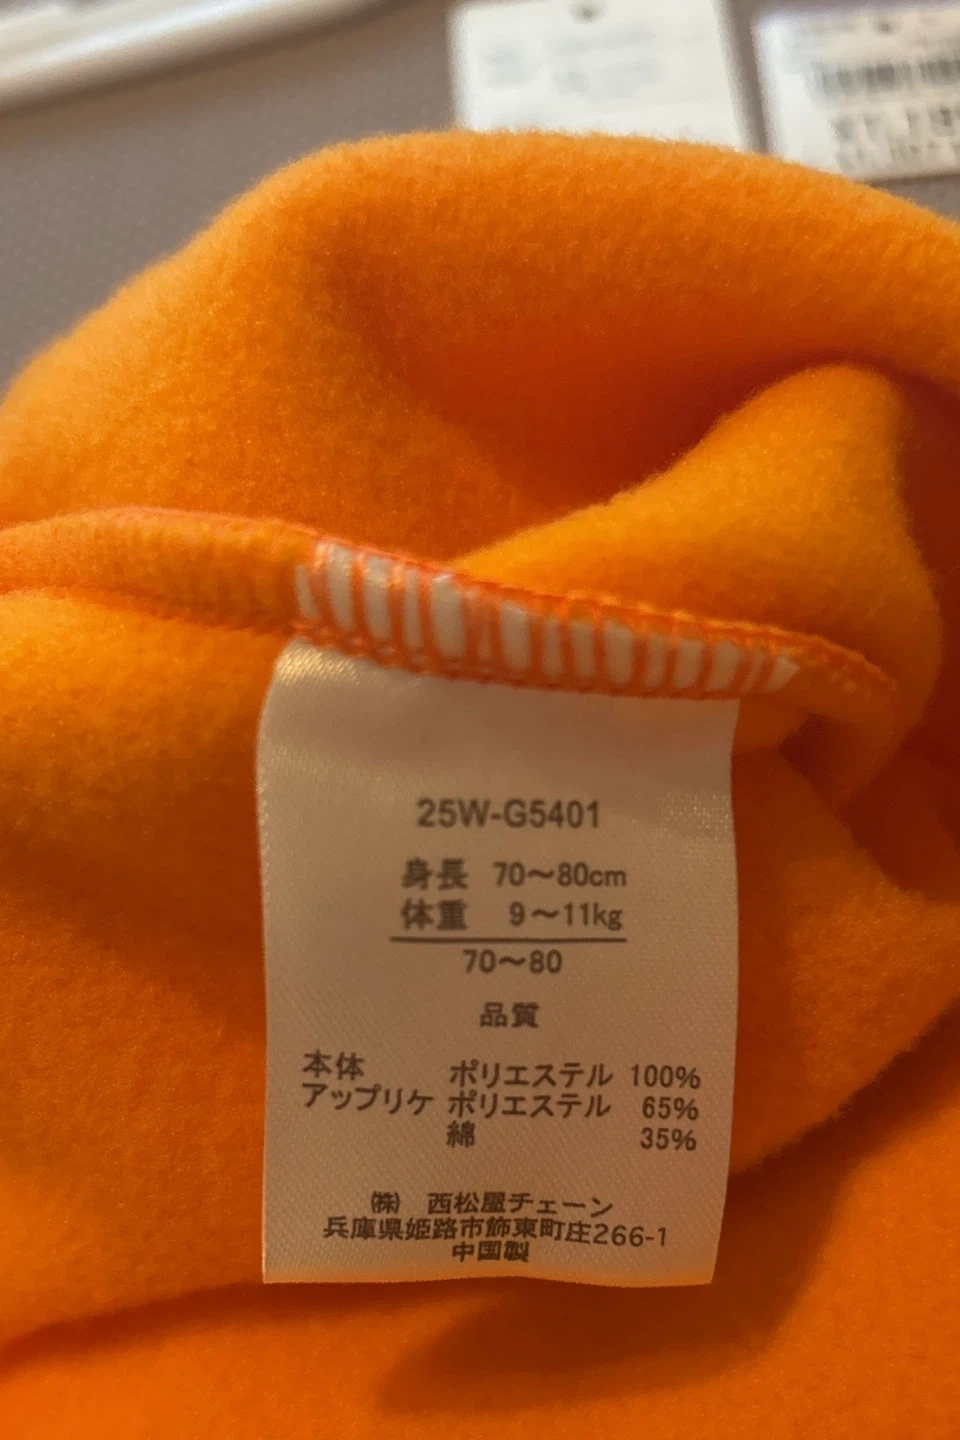 25W-G5401
身長 70～80cm
体重 9～11kg
70～80
品質
本体 ポリエステル 100%
アップリケ ポリエステル 65%
綿 35%
㈱ 西松屋チェーン
兵庫県姫路市飾東町庄266-1
中国製